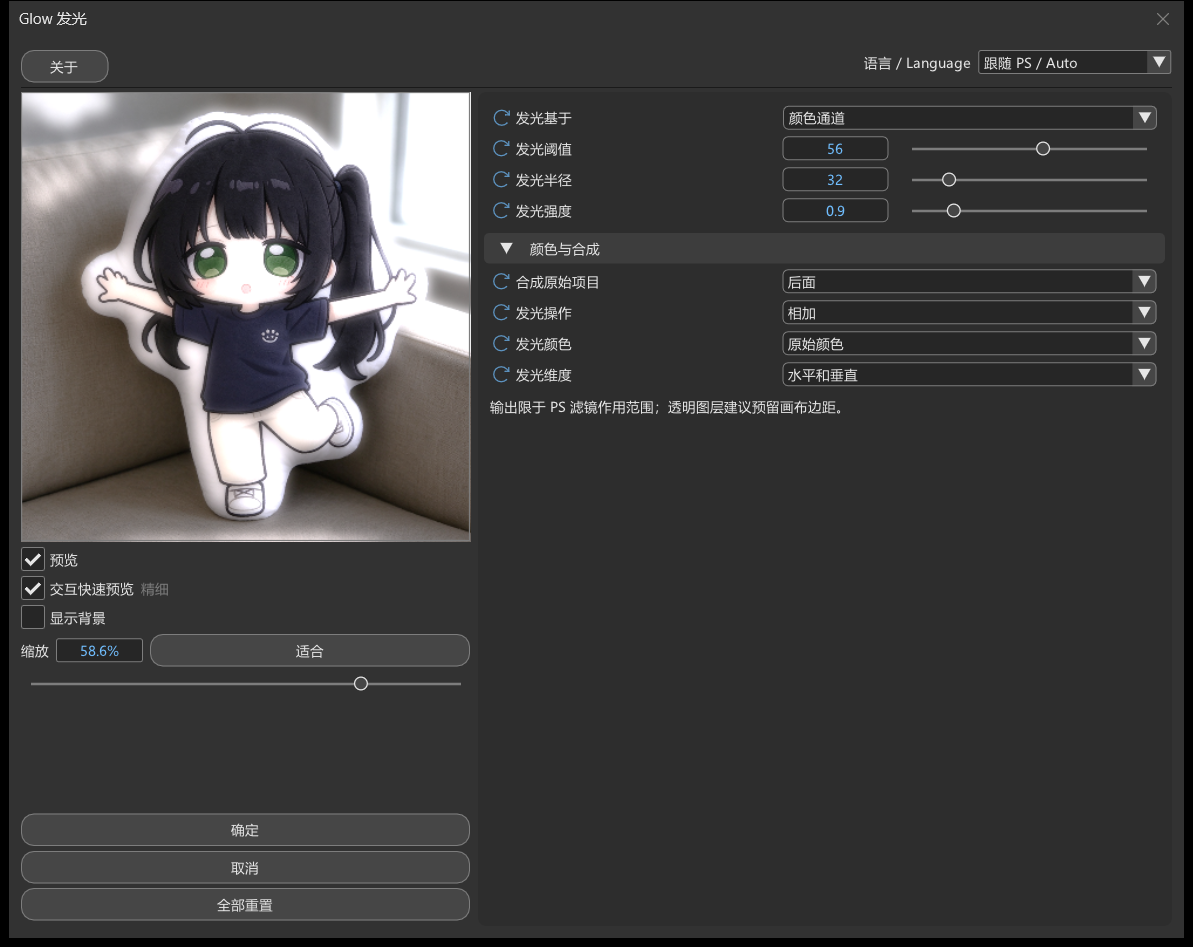 Glow 发光
关于
语言 / Language 跟随 PS / Auto
发光基于 颜色通道
发光阈值 56
发光半径 32
发光强度 0.9
颜色与合成
合成原始项目 后面
发光操作 相加
发光颜色 原始颜色
发光维度 水平和垂直
输出限于 PS 滤镜作用范围；透明图层建议预留画布边距。
预览
交互快速预览 精细
显示背景
缩放 58.6% 适合
确定
取消
全部重置